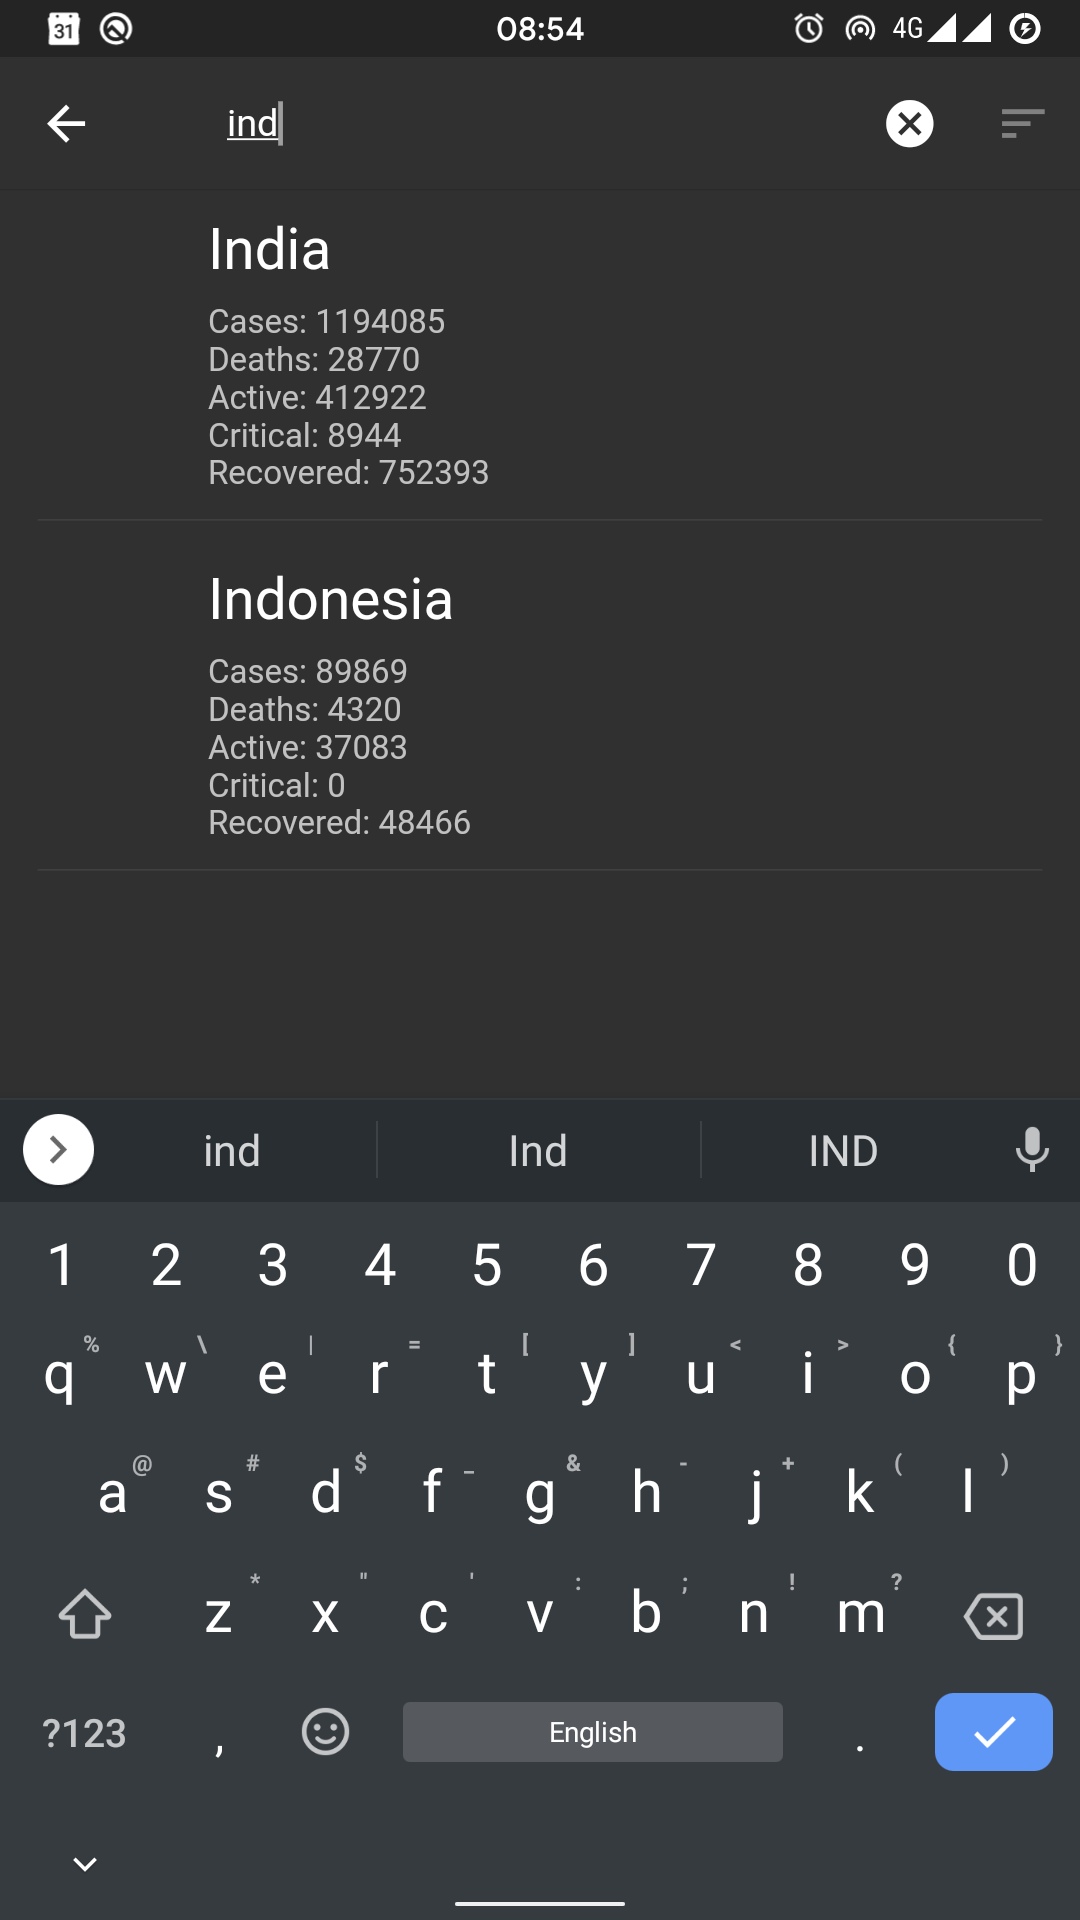 31 08:54 4G
ind
India
Cases: 1194085
Deaths: 28770
Active: 412922
Critical: 8944
Recovered: 752393
Indonesia
Cases: 89869
Deaths: 4320
Active: 37083
Critical: 0
Recovered: 48466
ind Ind IND
1 2 3 4 5 6 7 8 9 0
% \ | = [ ] < > { }
q w e r t y u i o p
@ # $ _ & - + ( )
a s d f g h j k l
* " ' : ; ! ?
z x c v b n m
?123 , English .